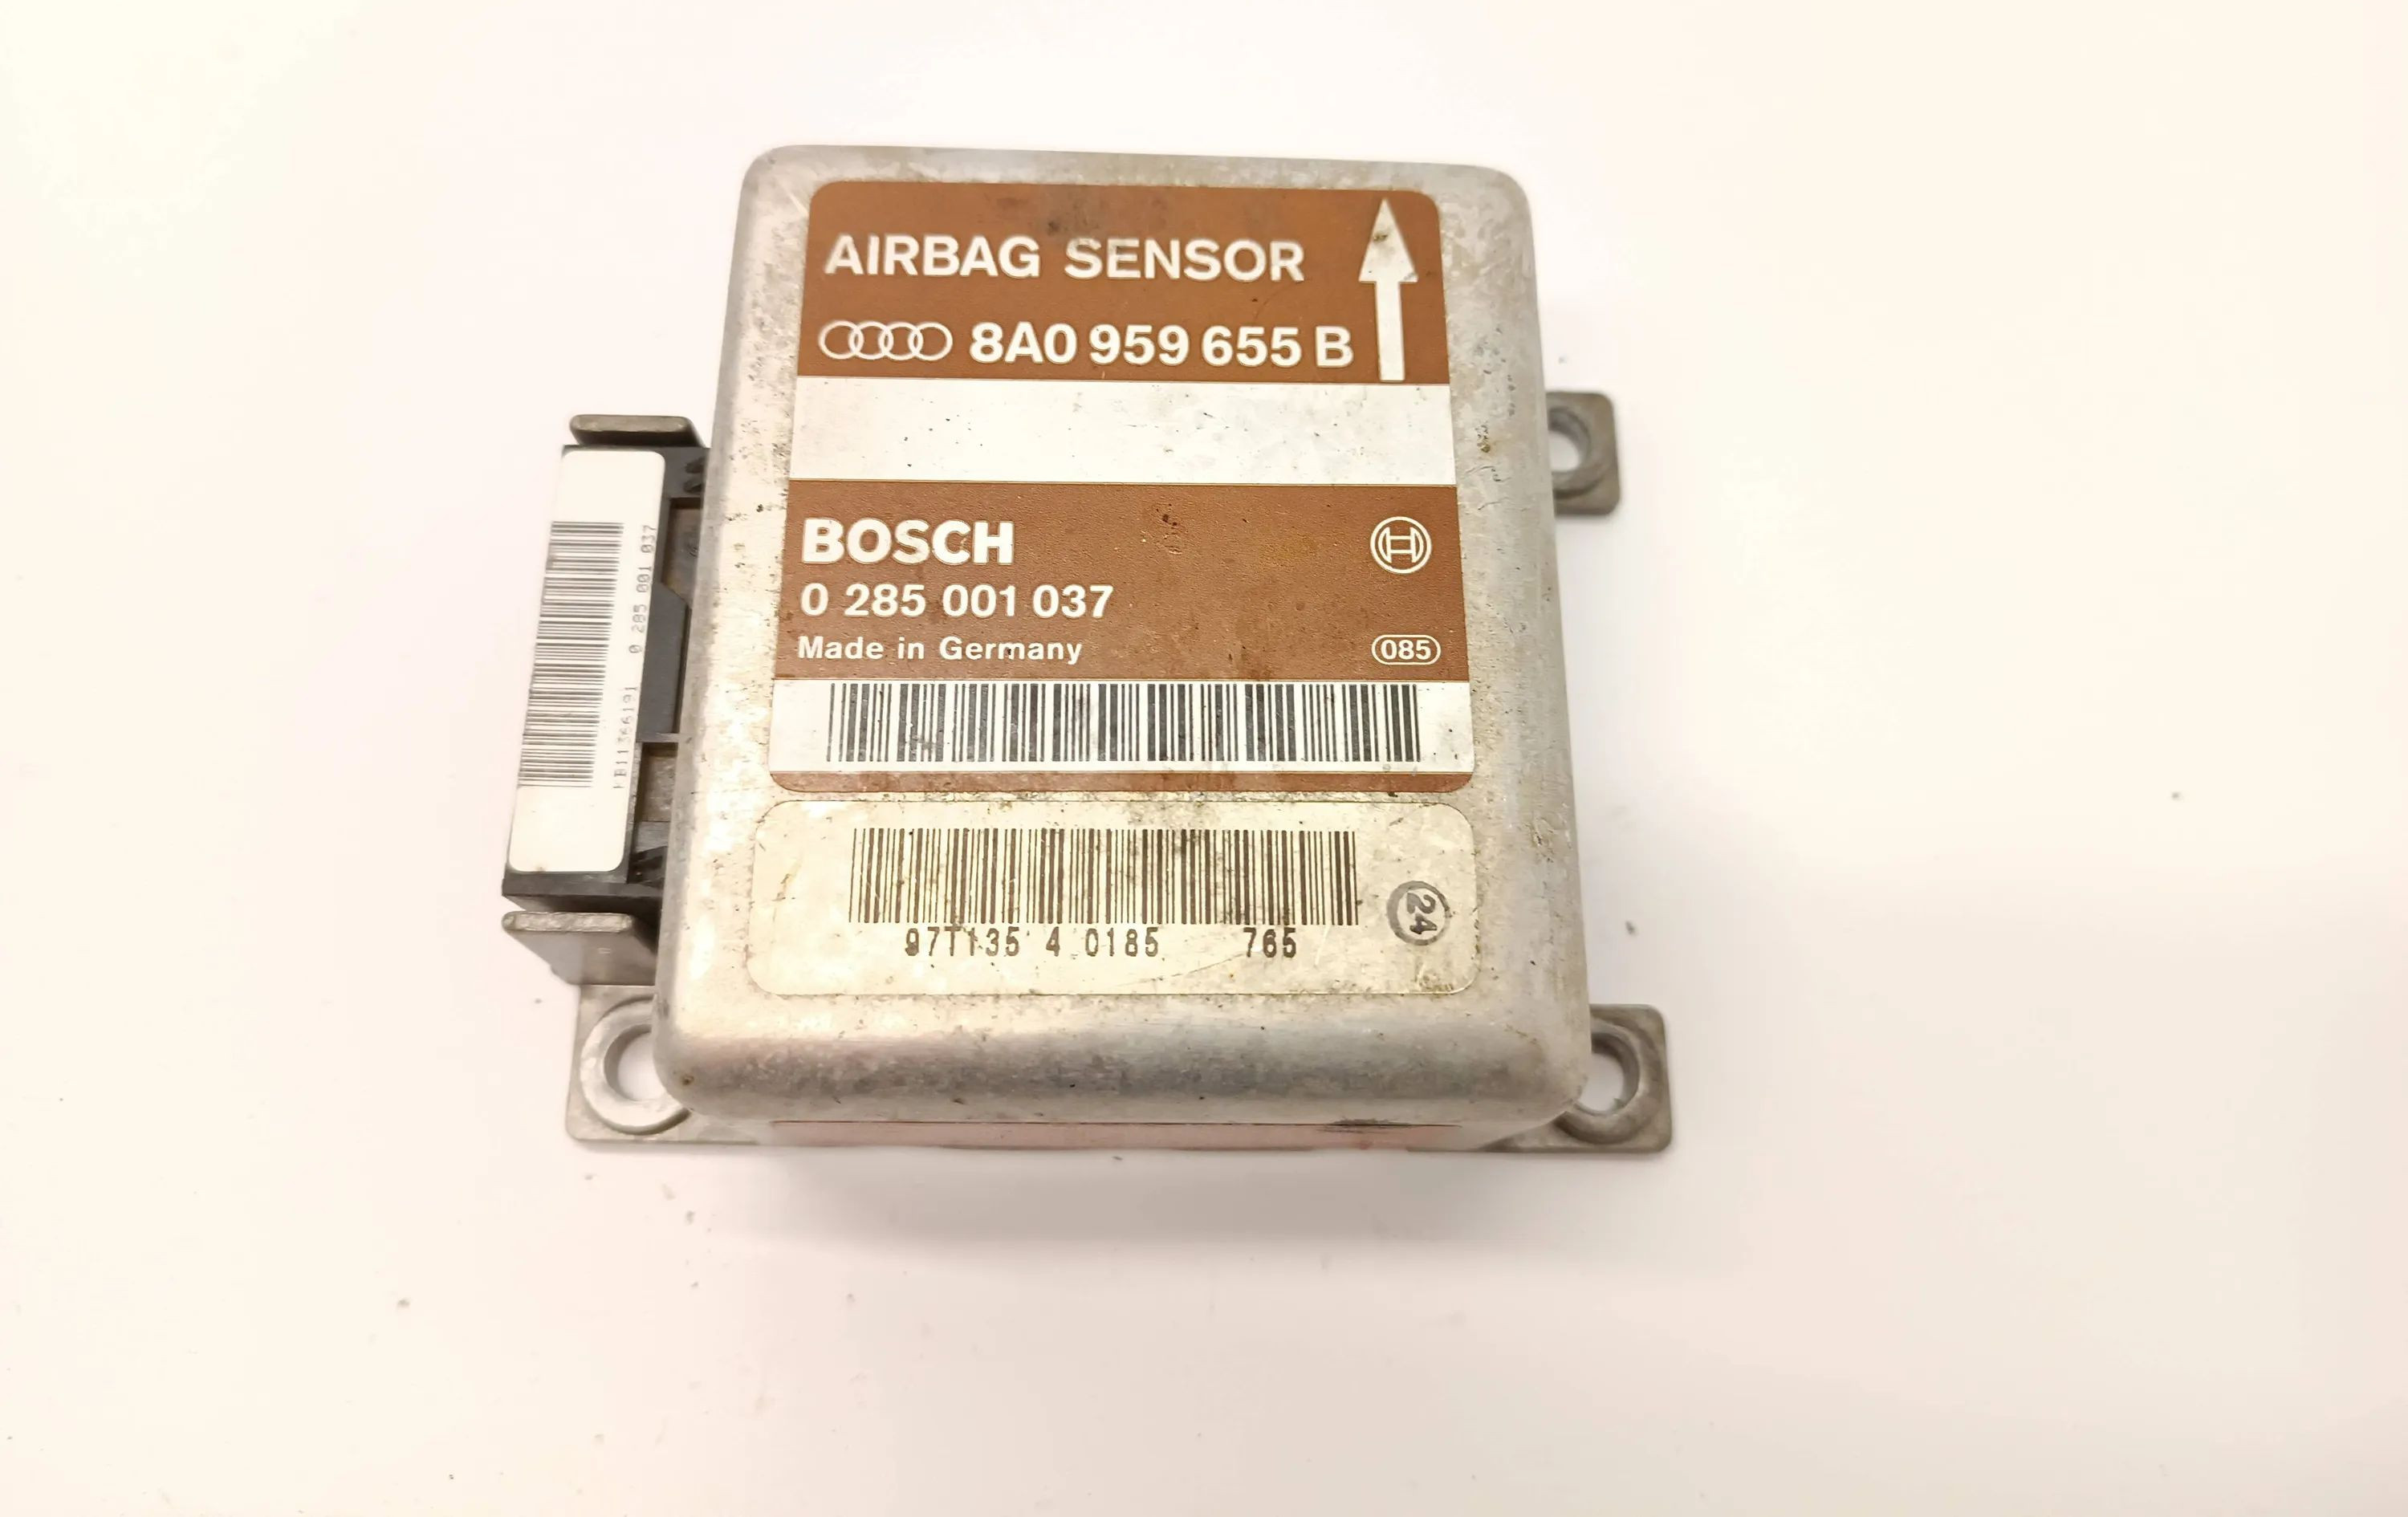 AIRBAG SENSOR
8A0 959 655 B
BOSCH
0 285 001 037
Made in Germany
085
97T135 4 0185 765
24
0 285 001 037